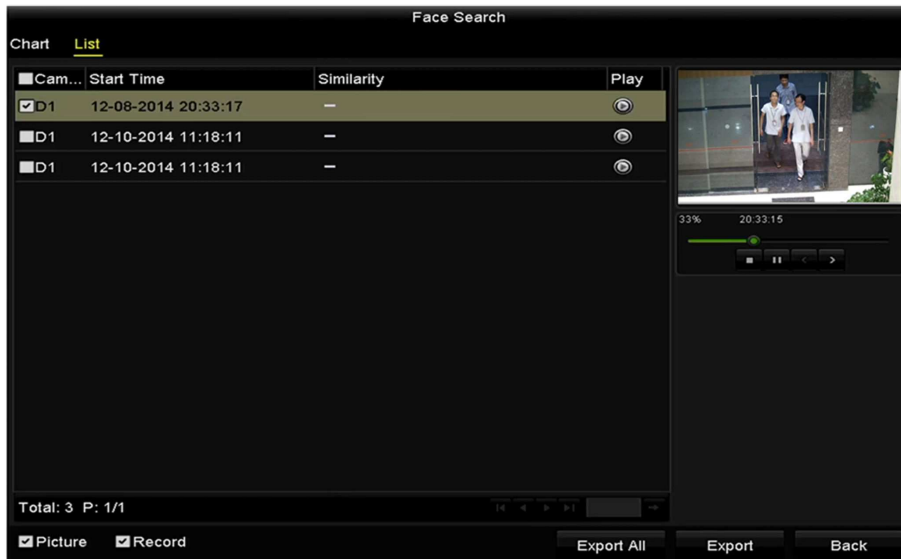 Face Search
Chart List
Cam... Start Time Similarity Play
D1 12-08-2014 20:33:17 –
D1 12-10-2014 11:18:11 –
D1 12-10-2014 11:18:11 –
33% 20:33:15
Total: 3 P: 1/1
Picture Record Export All Export Back